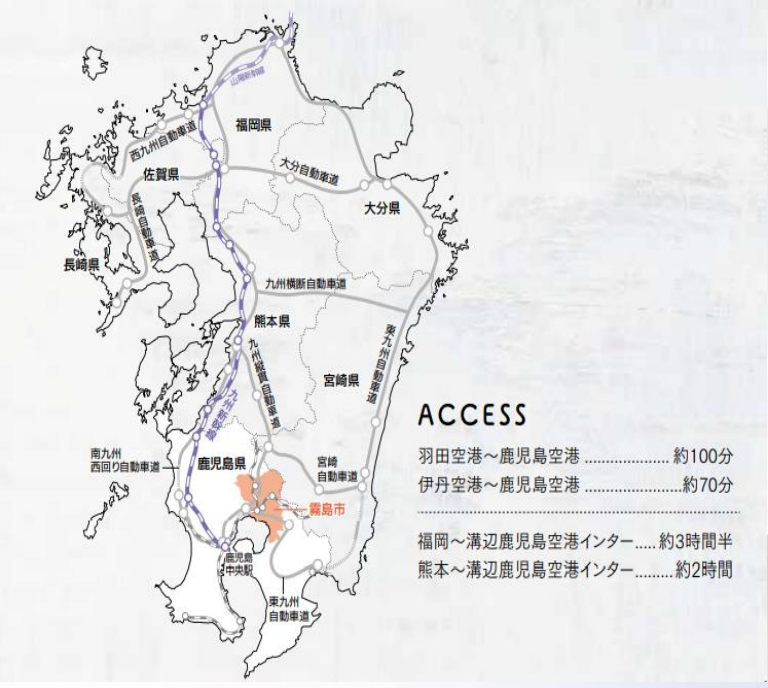 山陽新幹線
福岡県
西九州自動車道
佐賀県
大分自動車道
長崎自動車道
大分県
長崎県
九州横断自動車道
熊本県
東九州自動車道
九州縦貫自動車道
宮崎県
九州新幹線
南九州
西回り自動車道
鹿児島県
宮崎
自動車道
霧島市
鹿児島
中央駅
東九州
自動車道
ACCESS
羽田空港〜鹿児島空港 .................... 約100分
伊丹空港〜鹿児島空港 .......................約70分
福岡〜溝辺鹿児島空港インター..... 約3時間半
熊本〜溝辺鹿児島空港インター.........約2時間